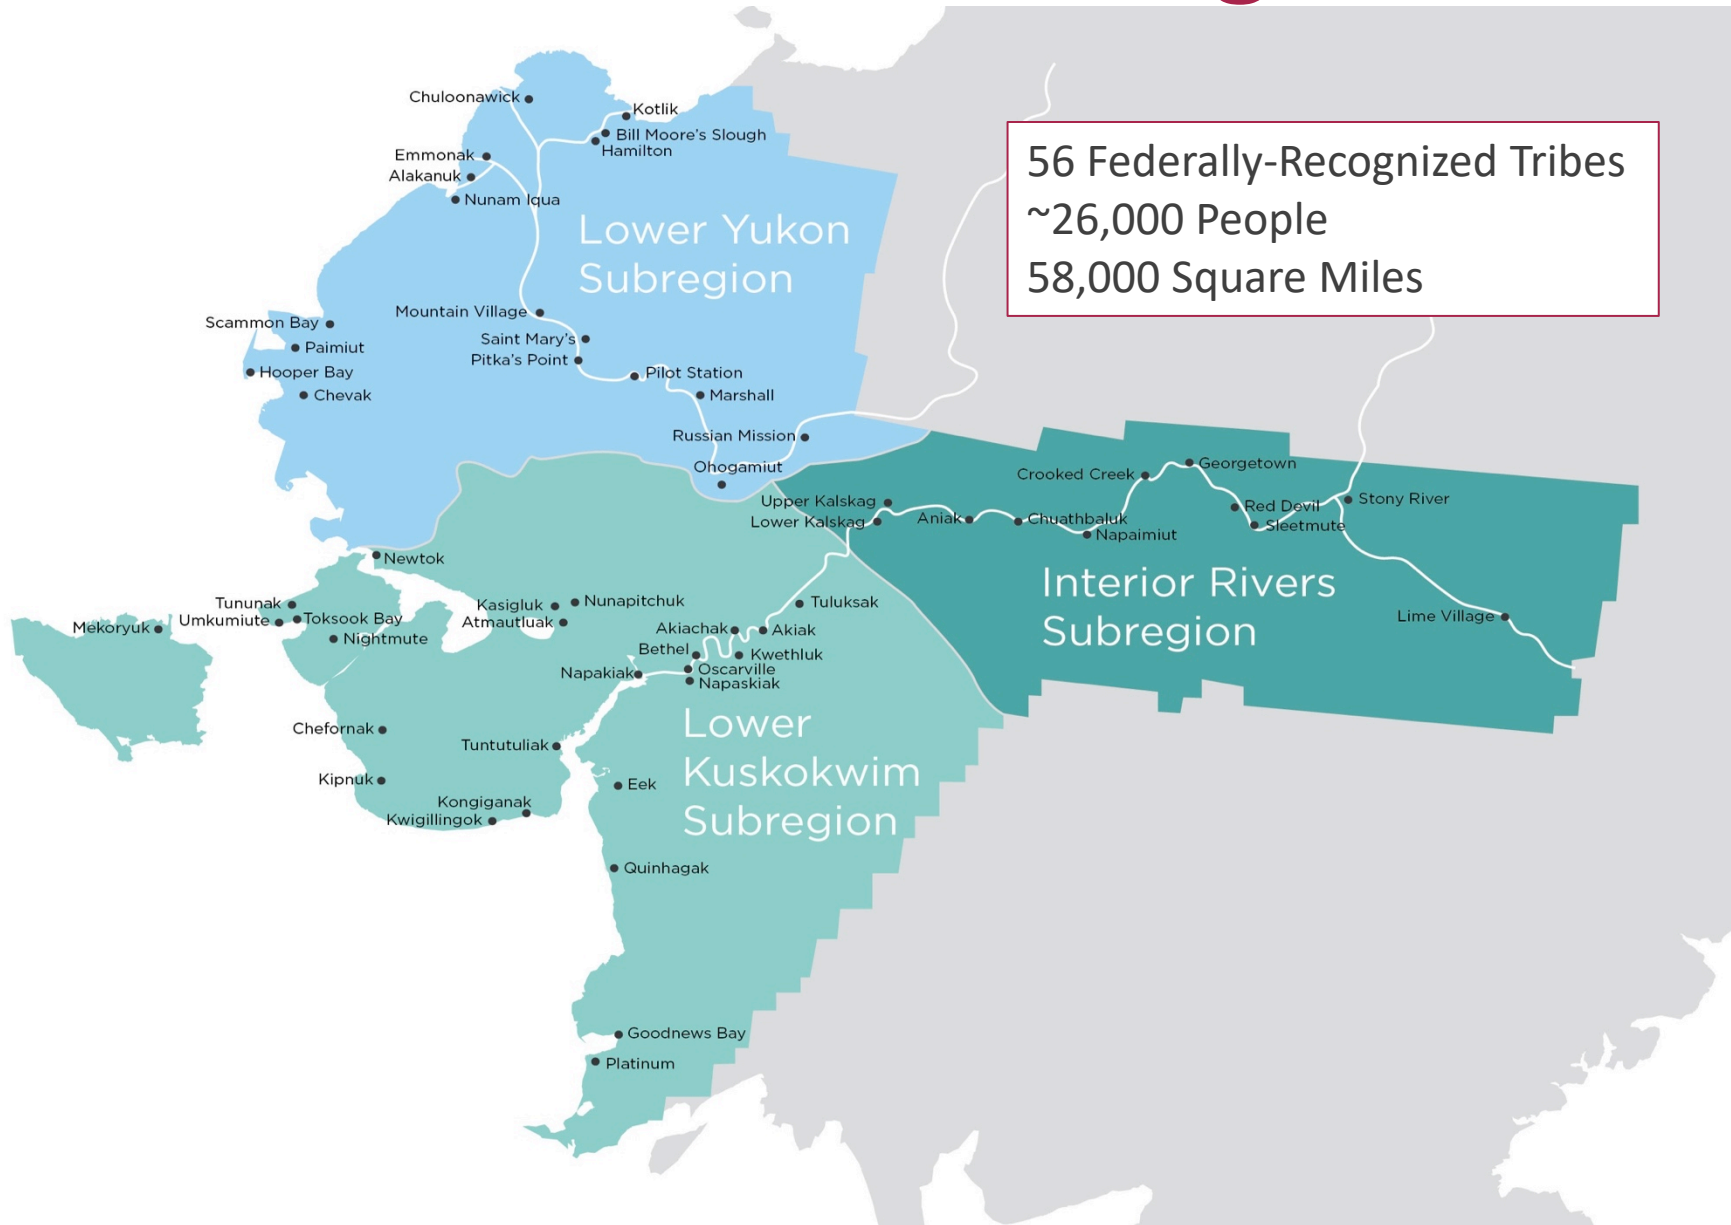 Chuloonawick
Kotlik
Bill Moore's Slough
Hamilton
Emmonak
Alakanuk
Nunam Iqua
56 Federally-Recognized Tribes
~26,000 People
58,000 Square Miles
Lower Yukon
Subregion
Mountain Village
Scammon Bay
Saint Mary's
Paimiut
Pitka's Point
Hooper Bay
Pilot Station
Chevak
Marshall
Russian Mission
Ohogamiut
Georgetown
Crooked Creek
Upper Kalskag
Stony River
Red Devil
Lower Kalskag
Aniak
Chuathbaluk
Sleetmute
Napaimiut
Newtok
Interior Rivers
Subregion
Lime Village
Tununak
Kasigluk
Nunapitchuk
Tuluksak
Umkumiute
Toksook Bay
Atmautluak
Mekoryuk
Nightmute
Akiachak
Akiak
Bethel
Kwethluk
Napakiak
Oscarville
Napaskiak
Lower
Kuskokwim
Subregion
Chefornak
Tuntutuliak
Kipnuk
Eek
Kongiganak
Kwigillingok
Quinhagak
Goodnews Bay
Platinum